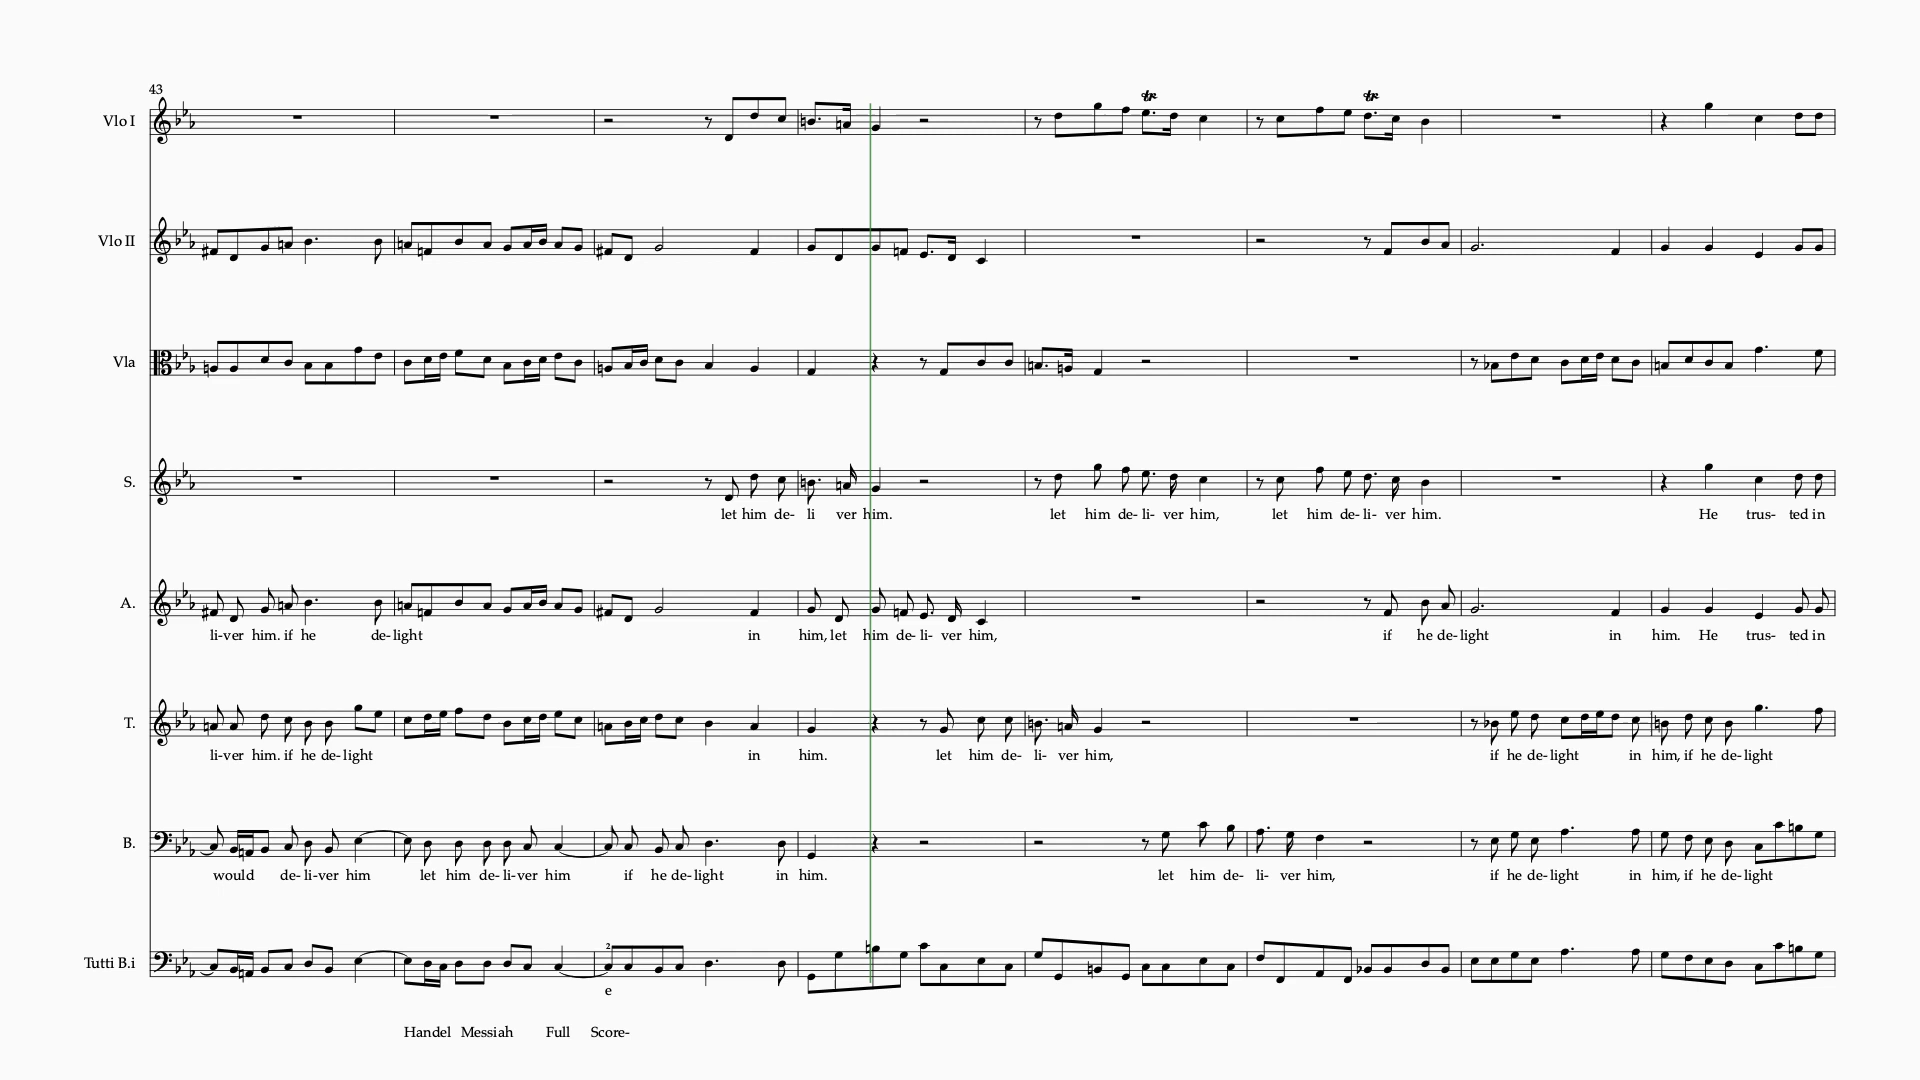 43
Vlo I
Vlo II
Vla
S.
let him de- li ver him. let him de- li- ver him, let him de- li- ver him. He trus- ted in
A.
li-ver him. if he de-light in him, let him de- li- ver him, if he de-light in him. He trus- ted in
T.
li-ver him. if he de-light in him. let him de- li- ver him, if he de-light in him, if he de-light
B.
would de- li-ver him let him de- li-ver him if he de-light in him. let him de- li- ver him, if he de-light in him, if he de-light
Tutti B.i
2
e
Handel Messiah Full Score-